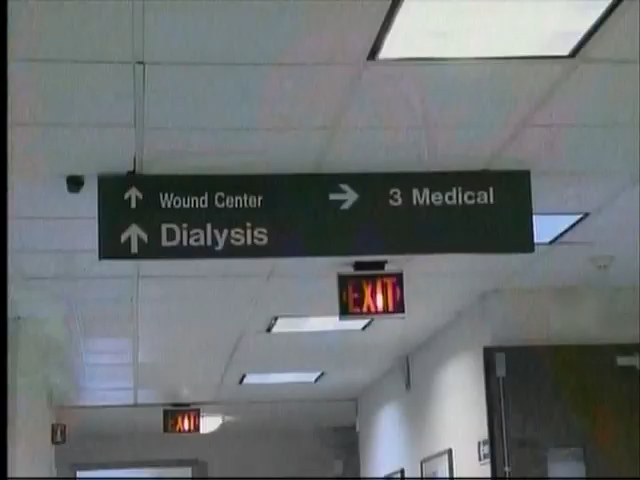 Wound Center
Dialysis
3 Medical
EXIT
EXIT